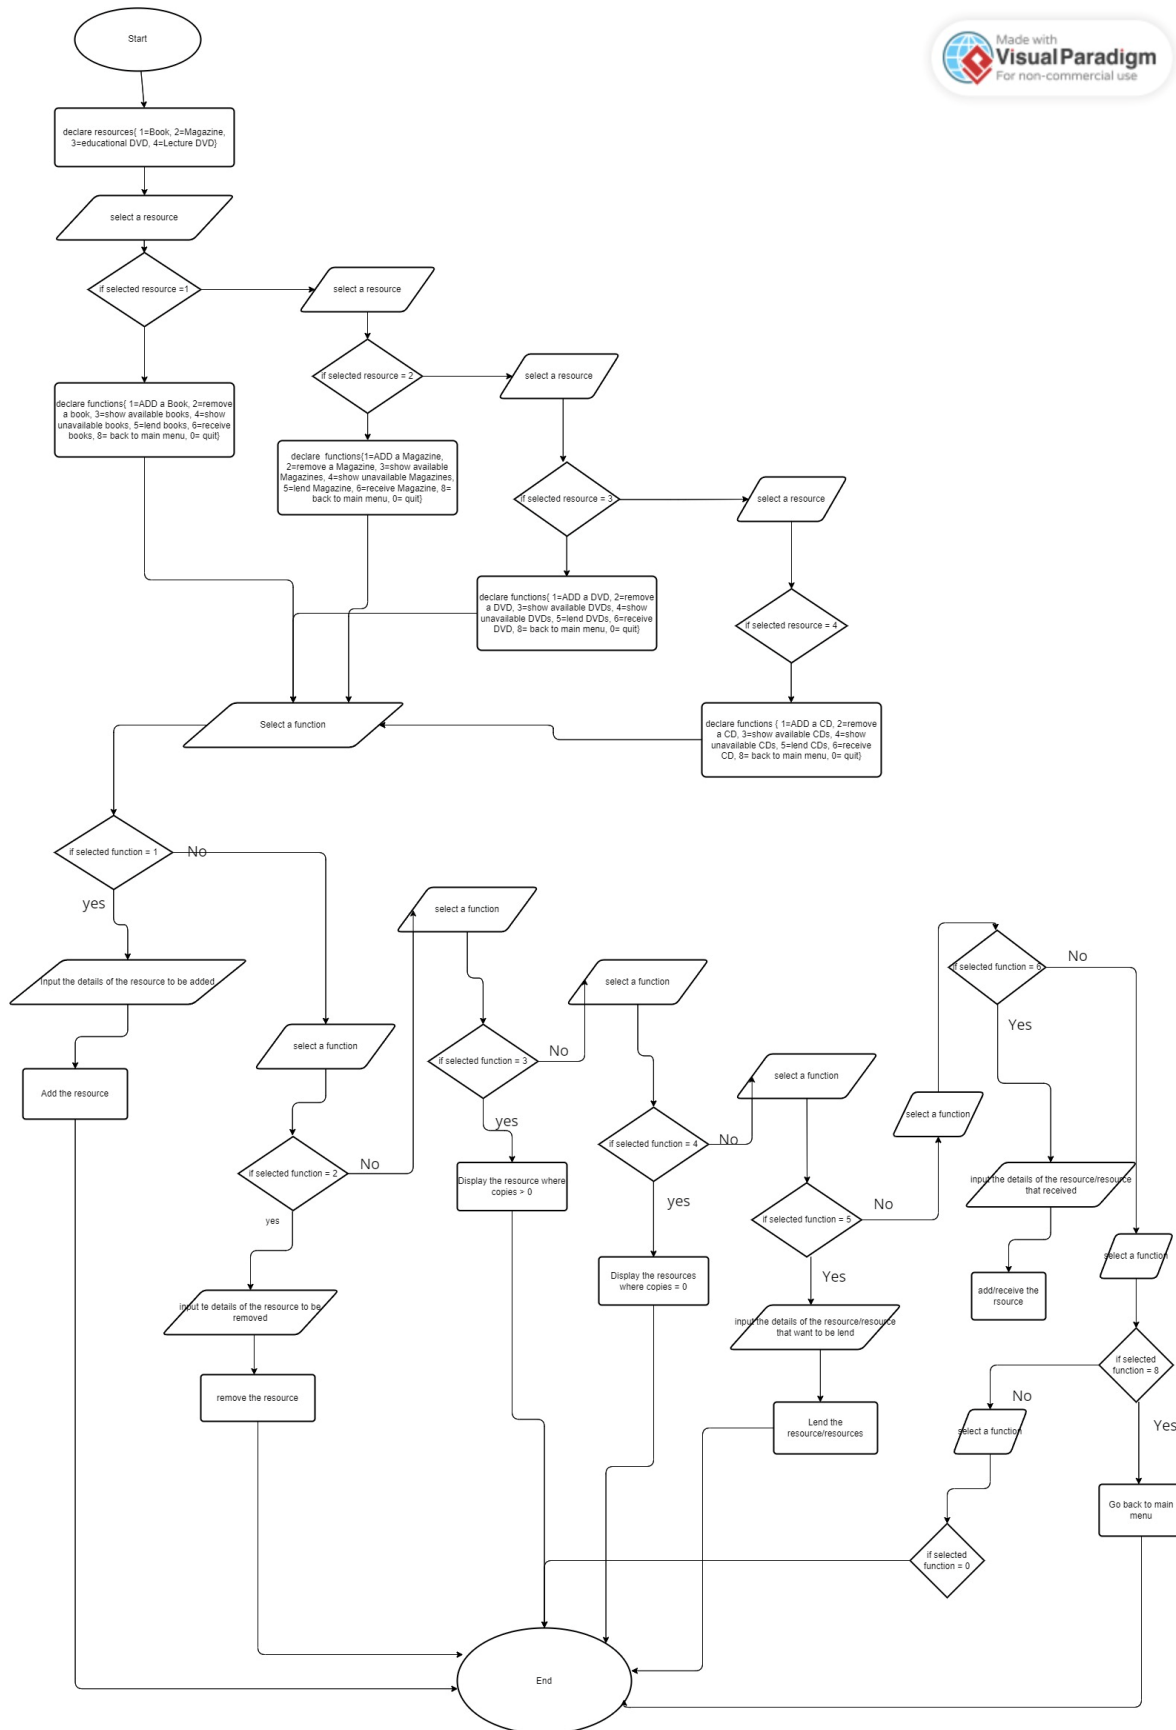 Made with
Visual Paradigm
For non-commercial use
Start
declare resources{ 1=Book, 2=Magazine,
3=educational DVD, 4=Lecture DVD}
select a resource
if selected resource =1
select a resource
if selected resource = 2
select a resource
declare functions{ 1=ADD a Book, 2=remove
a book, 3=show available books, 4=show
unavailable books, 5=lend books, 6=receive
books, 8= back to main menu, 0= quit}
declare functions{1=ADD a Magazine,
2=remove a Magazine, 3=show available
Magazines, 4=show unavailable Magazines,
5=lend Magazine, 6=receive Magazine, 8=
back to main menu, 0= quit}
if selected resource = 3
select a resource
declare functions{ 1=ADD a DVD, 2=remove
a DVD, 3=show available DVDs, 4=show
unavailable DVDs, 5=lend DVDs, 6=receive
DVD, 8= back to main menu, 0= quit}
if selected resource = 4
Select a function
declare functions { 1=ADD a CD, 2=remove
a CD, 3=show available CDs, 4=show
unavailable CDs, 5=lend CDs, 6=receive
CD, 8= back to main menu, 0= quit}
if selected function = 1
No
yes
Input the details of the resource to be added
Add the resource
select a function
if selected function = 2
No
yes
input te details of the resource to be
removed
remove the resource
select a function
if selected function = 3
No
yes
Display the resource where
copies > 0
select a function
if selected function = 4
No
yes
Display the resources
where copies = 0
select a function
if selected function = 5
No
Yes
input the details of the resource/resource
that want to be lend
Lend the
resource/resources
select a function
if selected function = 6
No
Yes
input the details of the resource/resource
that received
add/receive the
rsource
select a function
if selected
function = 8
No
Yes
select a function
Go back to main
menu
if selected
function = 0
End